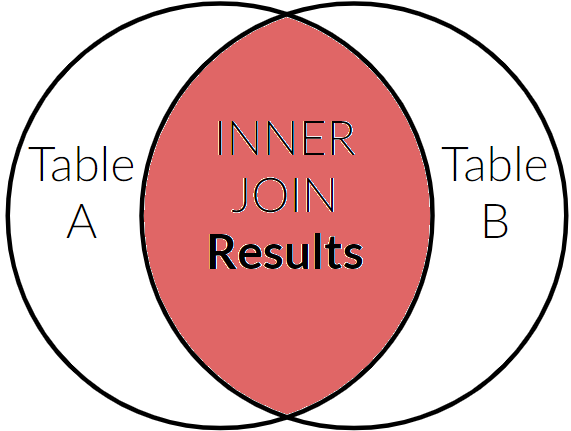 Table
A
INNER
JOIN
Results
Table
B